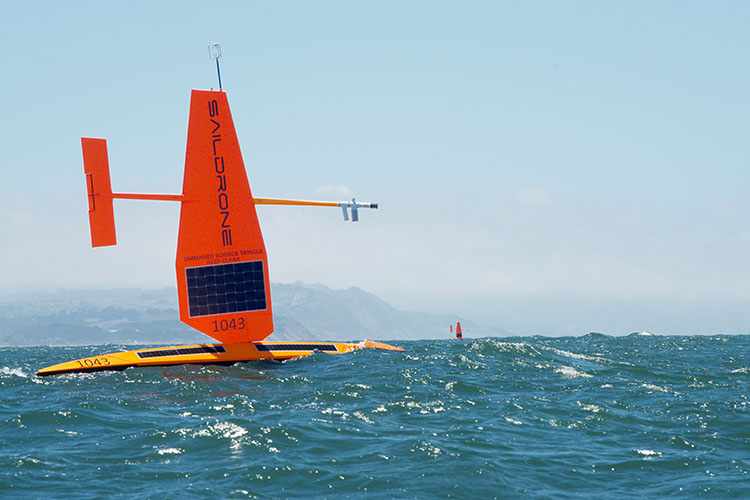 SAILDRONE
UNMANNED SCIENCE VEHICLE
KEEP CLEAR
1043
1043